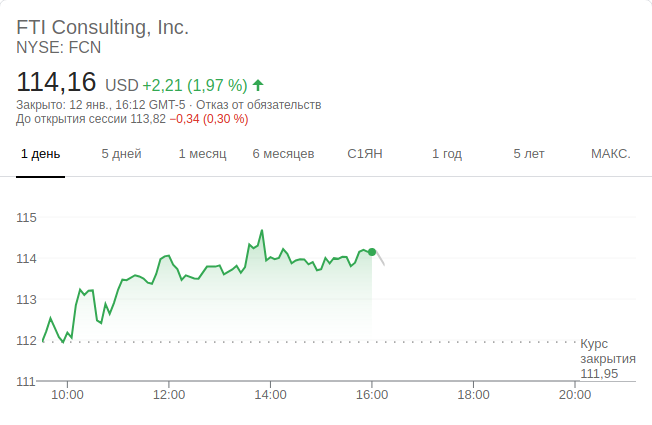 FTI Consulting, Inc.
NYSE: FCN
114,16 USD +2,21 (1,97 %)
Закрыто: 12 янв., 16:12 GMT-5 · Отказ от обязательств
До открытия сессии 113,82 −0,34 (0,30 %)
1 день 5 дней 1 месяц 6 месяцев С1ЯН 1 год 5 лет МАКС.
115
114
113
112
Курс
закрытия
111,95
111
10:00 12:00 14:00 16:00 18:00 20:00